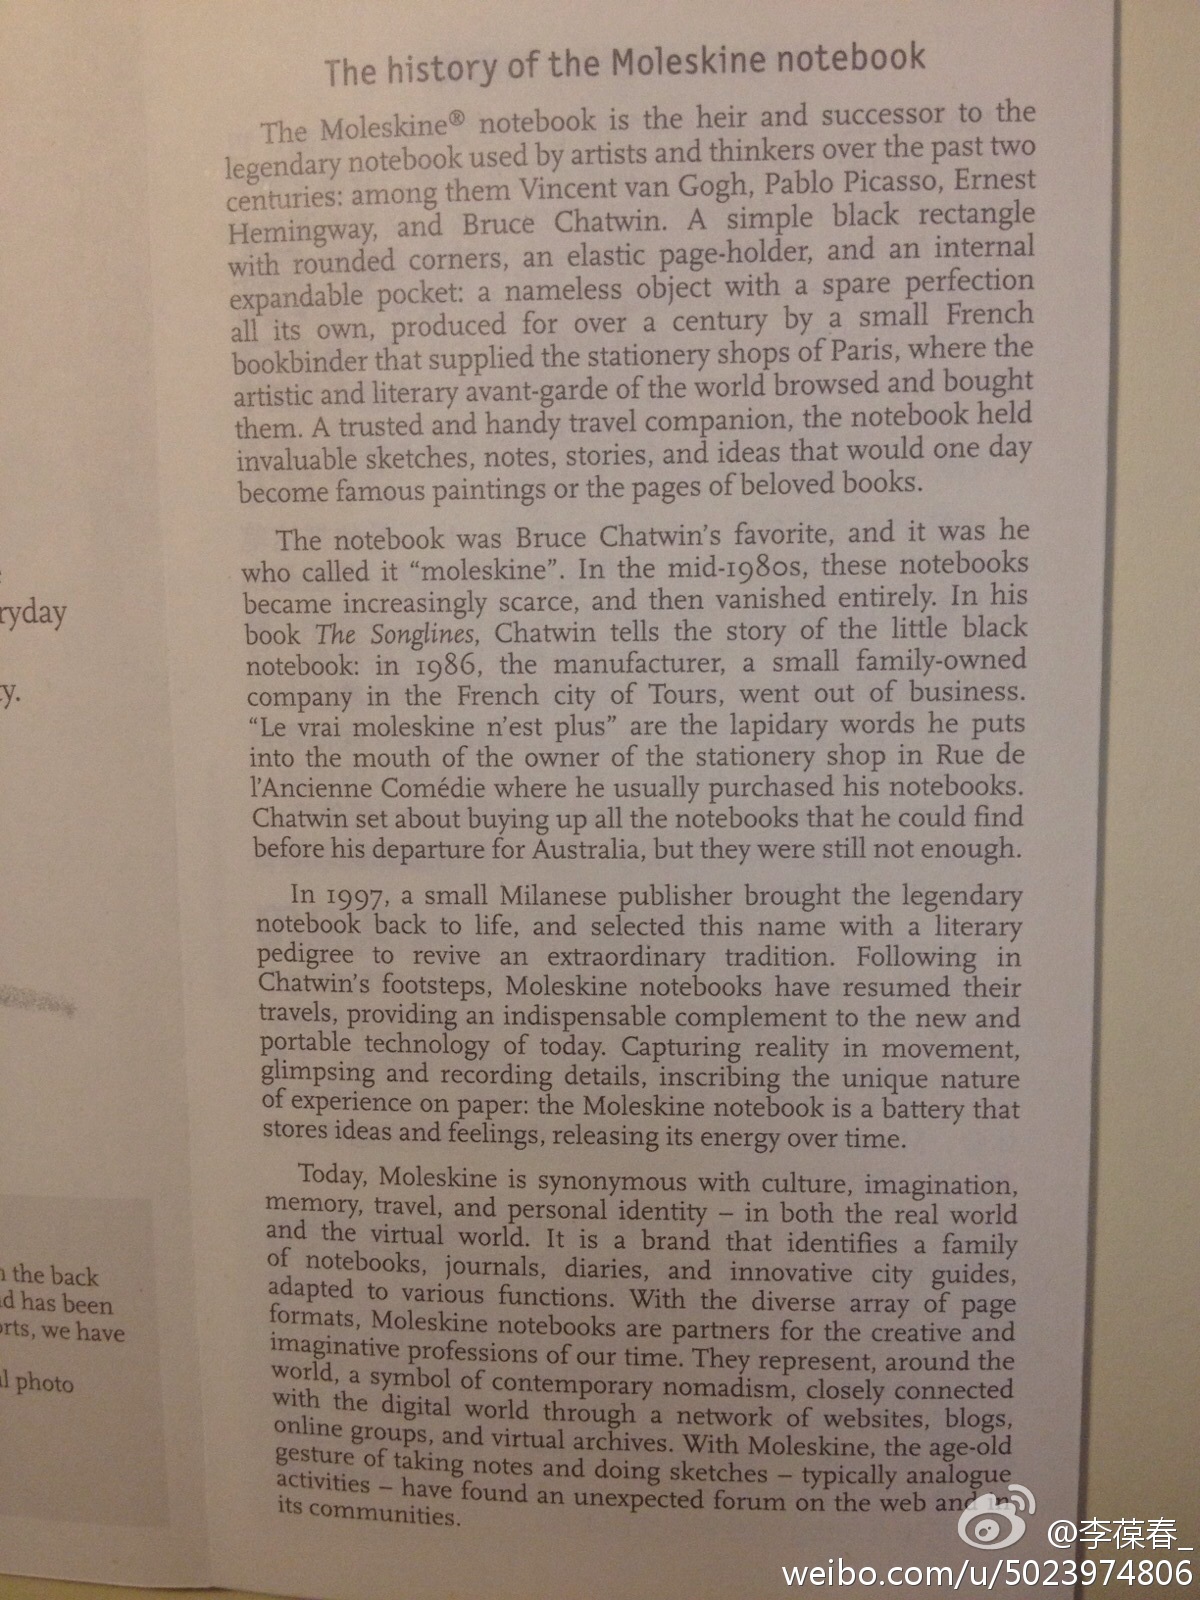 The history of the Moleskine notebook
The Moleskine® notebook is the heir and successor to the
legendary notebook used by artists and thinkers over the past two
centuries: among them Vincent van Gogh, Pablo Picasso, Ernest
Hemingway, and Bruce Chatwin. A simple black rectangle
with rounded corners, an elastic page-holder, and an internal
expandable pocket: a nameless object with a spare perfection
all its own, produced for over a century by a small French
bookbinder that supplied the stationery shops of Paris, where the
artistic and literary avant-garde of the world browsed and bought
them. A trusted and handy travel companion, the notebook held
invaluable sketches, notes, stories, and ideas that would one day
become famous paintings or the pages of beloved books.
The notebook was Bruce Chatwin's favorite, and it was he
who called it “moleskine”. In the mid-1980s, these notebooks
became increasingly scarce, and then vanished entirely. In his
book The Songlines, Chatwin tells the story of the little black
notebook: in 1986, the manufacturer, a small family-owned
company in the French city of Tours, went out of business.
“Le vrai moleskine n'est plus” are the lapidary words he puts
into the mouth of the owner of the stationery shop in Rue de
l'Ancienne Comédie where he usually purchased his notebooks.
Chatwin set about buying up all the notebooks that he could find
before his departure for Australia, but they were still not enough.
In 1997, a small Milanese publisher brought the legendary
notebook back to life, and selected this name with a literary
pedigree to revive an extraordinary tradition. Following in
Chatwin's footsteps, Moleskine notebooks have resumed their
travels, providing an indispensable complement to the new and
portable technology of today. Capturing reality in movement,
glimpsing and recording details, inscribing the unique nature
of experience on paper: the Moleskine notebook is a battery that
stores ideas and feelings, releasing its energy over time.
Today, Moleskine is synonymous with culture, imagination,
memory, travel, and personal identity – in both the real world
and the virtual world. It is a brand that identifies a family
of notebooks, journals, diaries, and innovative city guides,
adapted to various functions. With the diverse array of page
formats, Moleskine notebooks are partners for the creative and
imaginative professions of our time. They represent, around the
world, a symbol of contemporary nomadism, closely connected
with the digital world through a network of websites, blogs,
online groups, and virtual archives. With Moleskine, the age-old
gesture of taking notes and doing sketches – typically analogue
activities – have found an unexpected forum on the web and in
its communities.
ryday
y.
the back
d has been
orts, we have
l photo
@李葆春_
weibo.com/u/5023974806